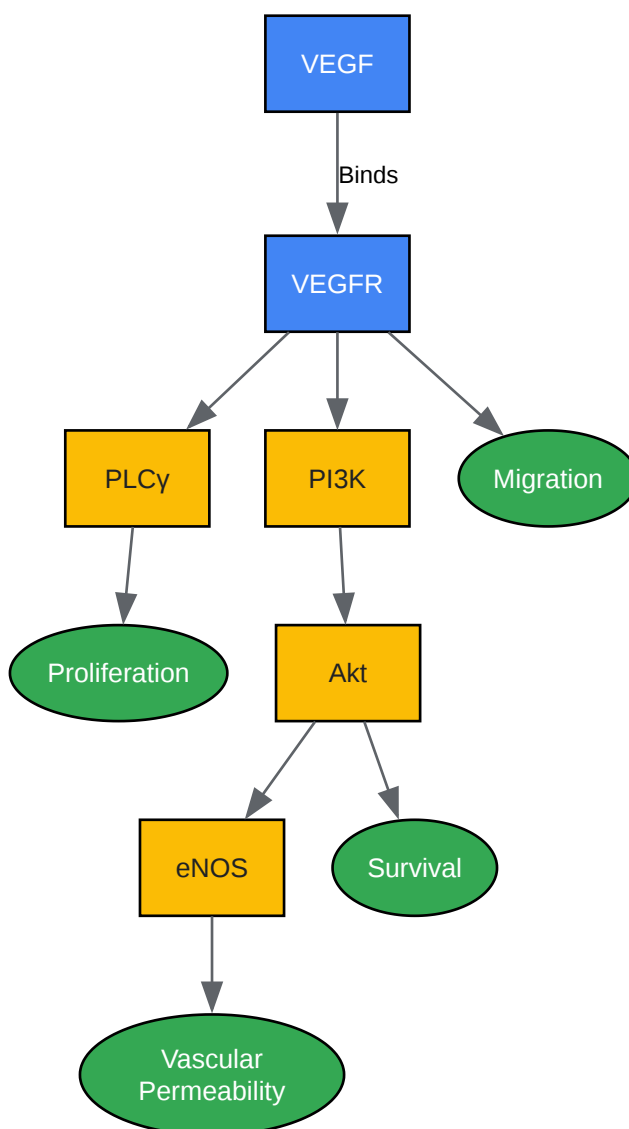 VEGF
Binds
VEGFR
PLCγ
PI3K
Migration
Proliferation
Akt
eNOS
Survival
Vascular
Permeability